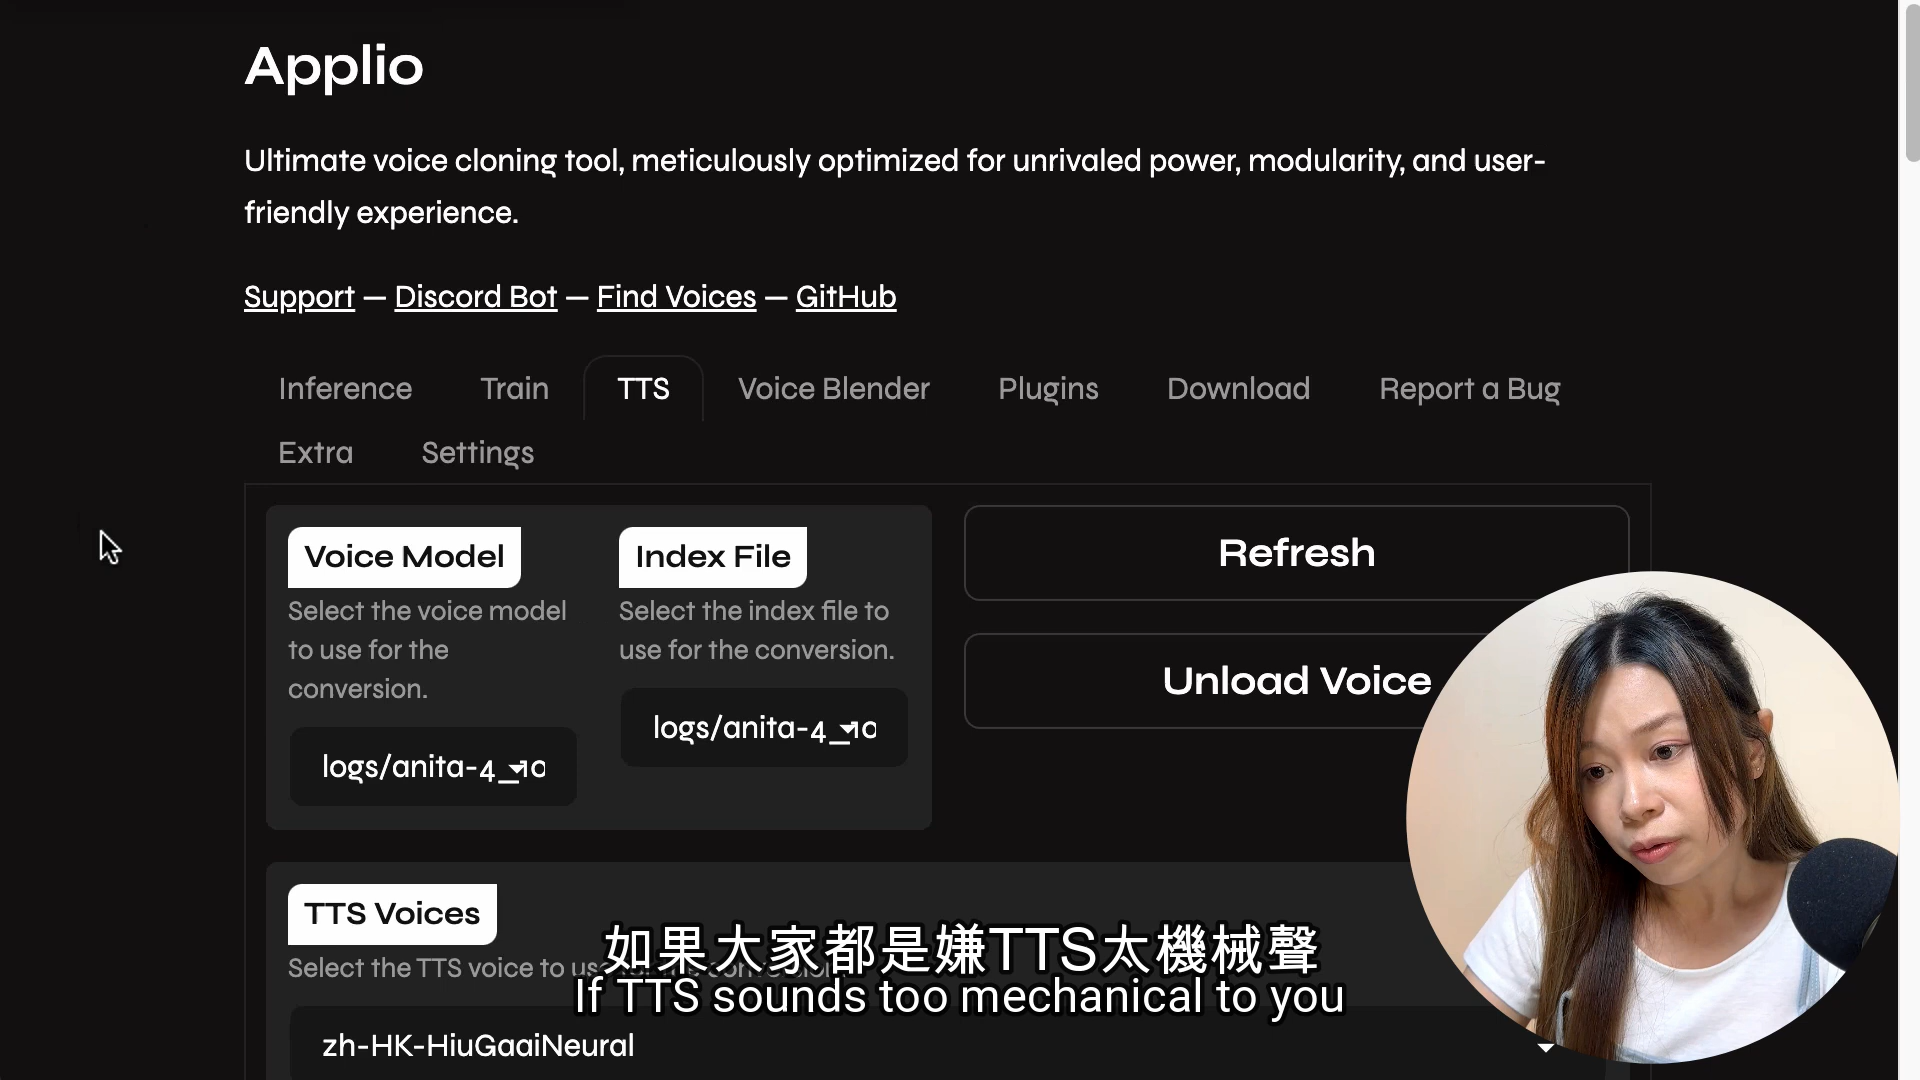 Applio
Ultimate voice cloning tool, meticulously optimized for unrivaled power, modularity, and user-
friendly experience.
Support — Discord Bot — Find Voices — GitHub
Inference Train TTS Voice Blender Plugins Download Report a Bug
Extra Settings
Voice Model
Select the voice model
to use for the
conversion.
logs/anita-4_
Index File
Select the index file to
use for the conversion.
logs/anita-4_
Refresh
Unload Voice
TTS Voices
Select the TTS voice to
如果大家都是嫌TTS太機械聲
If TTS sounds too mechanical to you
zh-HK-HiuGaaiNeural